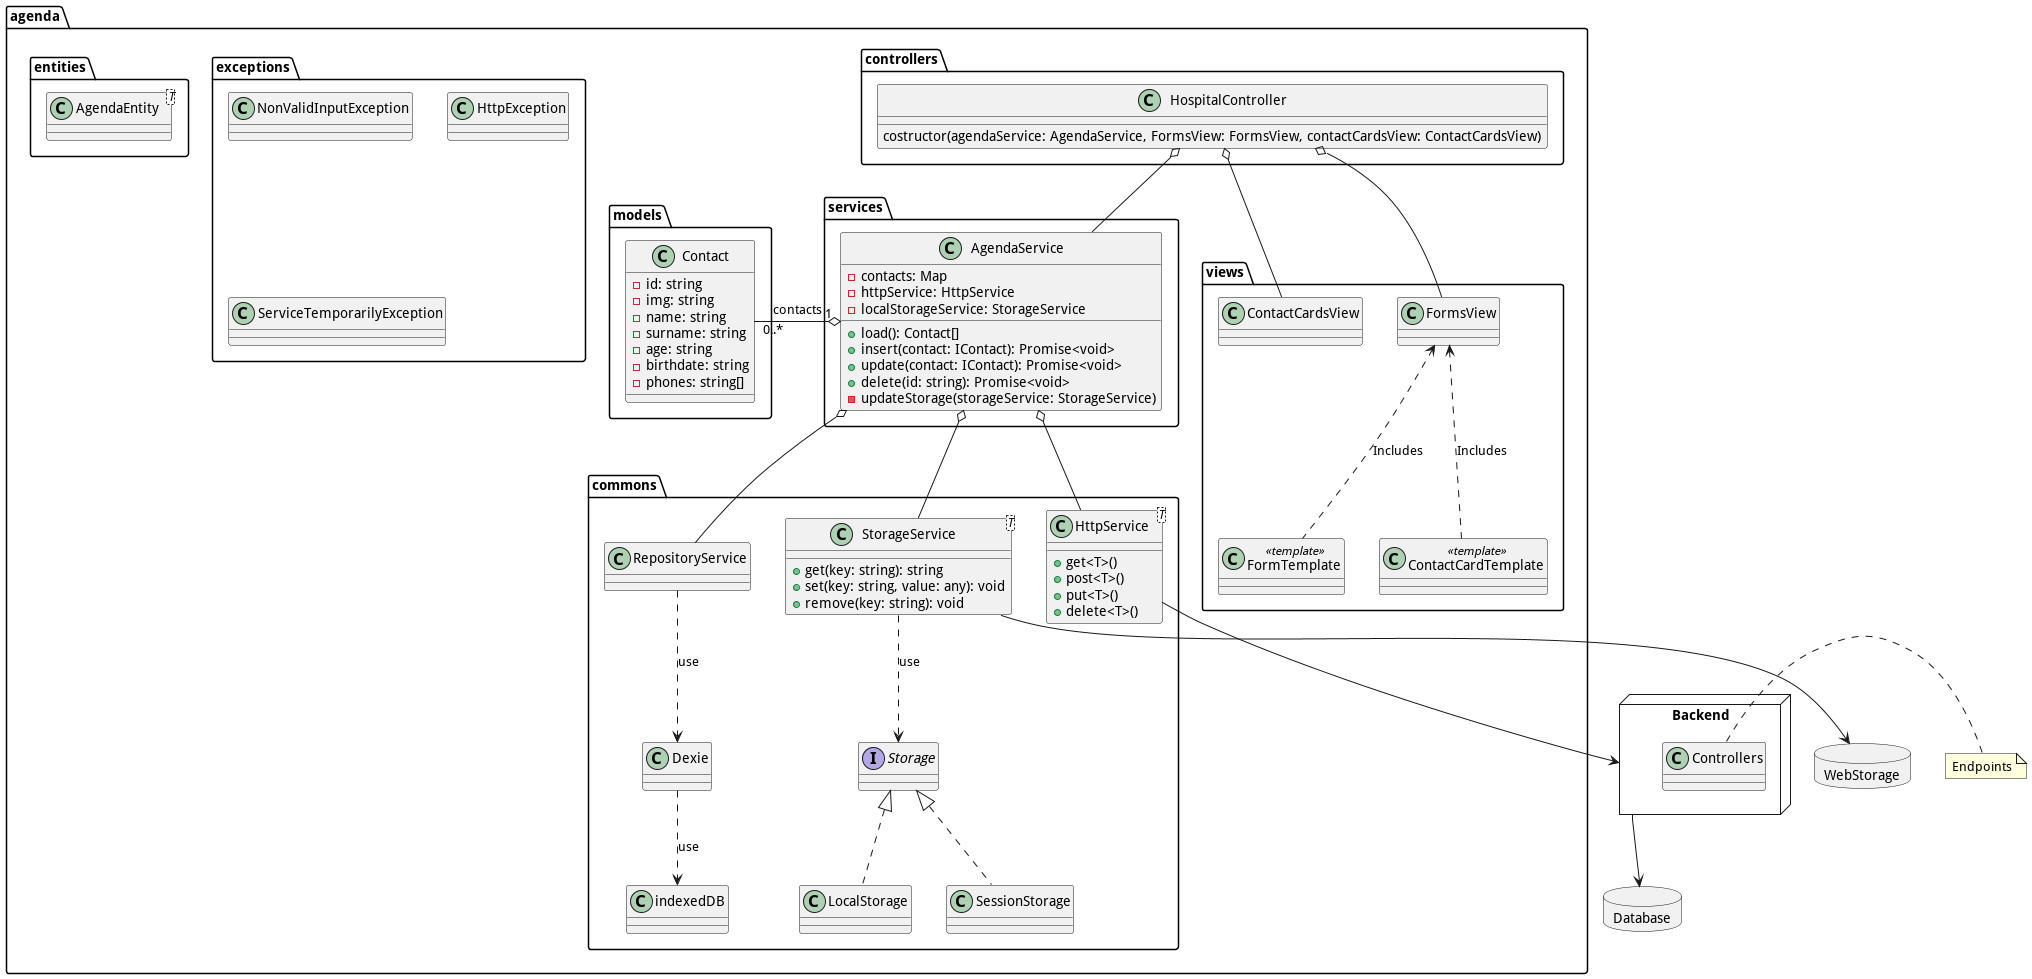 agenda
entities
C AgendaEntity T
exceptions
C NonValidInputException
C HttpException
C ServiceTemporarilyException
controllers
C HospitalController
costructor(agendaService: AgendaService, FormsView: FormsView, contactCardsView: ContactCardsView)
models
C Contact
id: string
img: string
name: string
surname: string
age: string
birthdate: string
phones: string[]
contacts
0..*
1
services
C AgendaService
contacts: Map
httpService: HttpService
localStorageService: StorageService
load(): Contact[]
insert(contact: IContact): Promise<void>
update(contact: IContact): Promise<void>
delete(id: string): Promise<void>
updateStorage(storageService: StorageService)
views
C ContactCardsView
C FormsView
Includes
Includes
C «template»
FormTemplate
C «template»
ContactCardTemplate
commons
C RepositoryService
C StorageService T
get(key: string): string
set(key: string, value: any): void
remove(key: string): void
C HttpService T
get<T>()
post<T>()
put<T>()
delete<T>()
use
use
C Dexie
I Storage
use
C indexedDB
C LocalStorage
C SessionStorage
Backend
C Controllers
WebStorage
Endpoints
Database